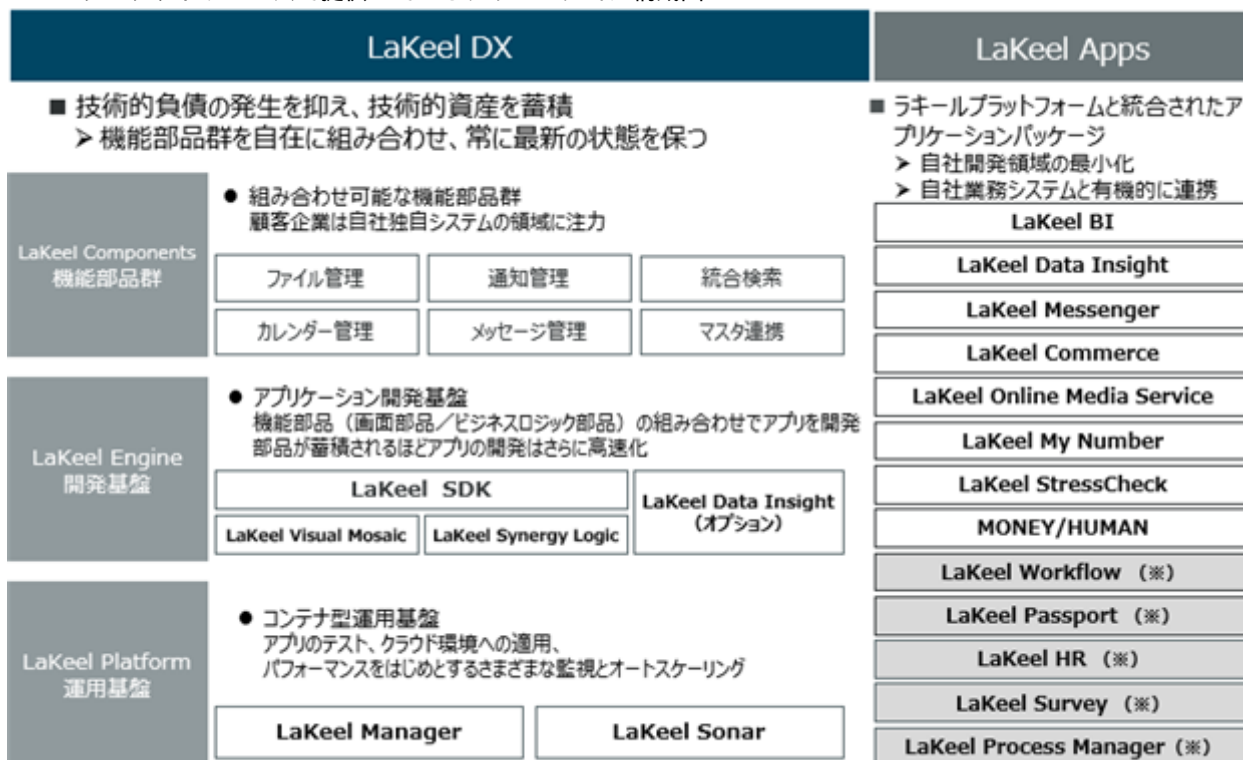 LaKeel DX
■ 技術的負債の発生を抑え、技術的資産を蓄積
➤ 機能部品群を自在に組み合わせ、常に最新の状態を保つ
LaKeel Components
機能部品群
● 組み合わせ可能な機能部品群
顧客企業は自社独自システムの領域に注力
ファイル管理
通知管理
統合検索
カレンダー管理
メッセージ管理
マスタ連携
LaKeel Engine
開発基盤
● アプリケーション開発基盤
機能部品（画面部品／ビジネスロジック部品）の組み合わせでアプリを開発
部品が蓄積されるほどアプリの開発はさらに高速化
LaKeel SDK
LaKeel Visual Mosaic
LaKeel Synergy Logic
LaKeel Data Insight
（オプション）
LaKeel Platform
運用基盤
● コンテナ型運用基盤
アプリのテスト、クラウド環境への適用、
パフォーマンスをはじめとするさまざまな監視とオートスケーリング
LaKeel Manager
LaKeel Sonar
LaKeel Apps
■ ラキールプラットフォームと統合されたア
プリケーションパッケージ
➤ 自社開発領域の最小化
➤ 自社業務システムと有機的に連携
LaKeel BI
LaKeel Data Insight
LaKeel Messenger
LaKeel Commerce
LaKeel Online Media Service
LaKeel My Number
LaKeel StressCheck
MONEY/HUMAN
LaKeel Workflow （※）
LaKeel Passport （※）
LaKeel HR （※）
LaKeel Survey （※）
LaKeel Process Manager（※）